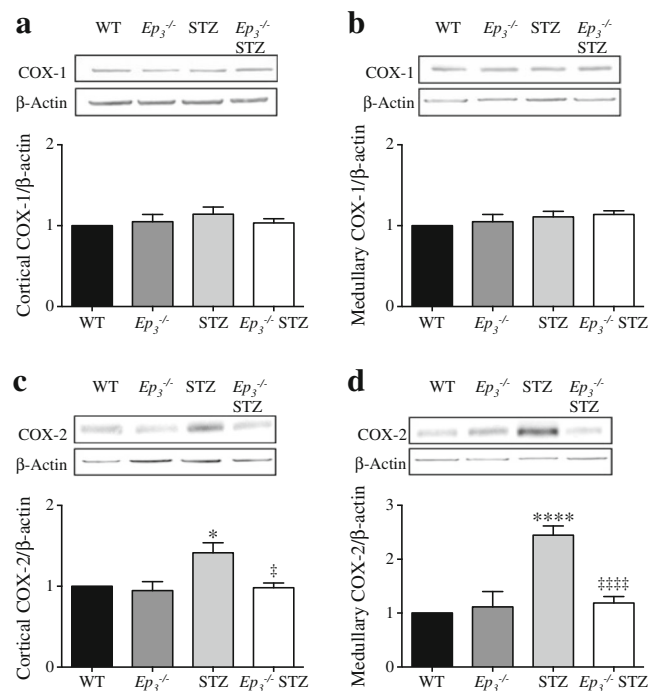 a
WT Ep₃⁻/⁻ STZ Ep₃⁻/⁻
STZ
COX-1
β-Actin
Cortical COX-1/β-actin
2
1
0
WT Ep₃⁻/⁻ STZ Ep₃⁻/⁻ STZ
b
WT Ep₃⁻/⁻ STZ Ep₃⁻/⁻
STZ
COX-1
β-Actin
Medullary COX-1/β-actin
2
1
0
WT Ep₃⁻/⁻ STZ Ep₃⁻/⁻ STZ
c
WT Ep₃⁻/⁻ STZ Ep₃⁻/⁻
STZ
COX-2
β-Actin
Cortical COX-2/β-actin
2
1
0
*
‡
WT Ep₃⁻/⁻ STZ Ep₃⁻/⁻ STZ
d
WT Ep₃⁻/⁻ STZ Ep₃⁻/⁻
STZ
COX-2
β-Actin
Medullary COX-2/β-actin
3
2
1
0
****
‡‡‡‡
WT Ep₃⁻/⁻ STZ Ep₃⁻/⁻ STZ